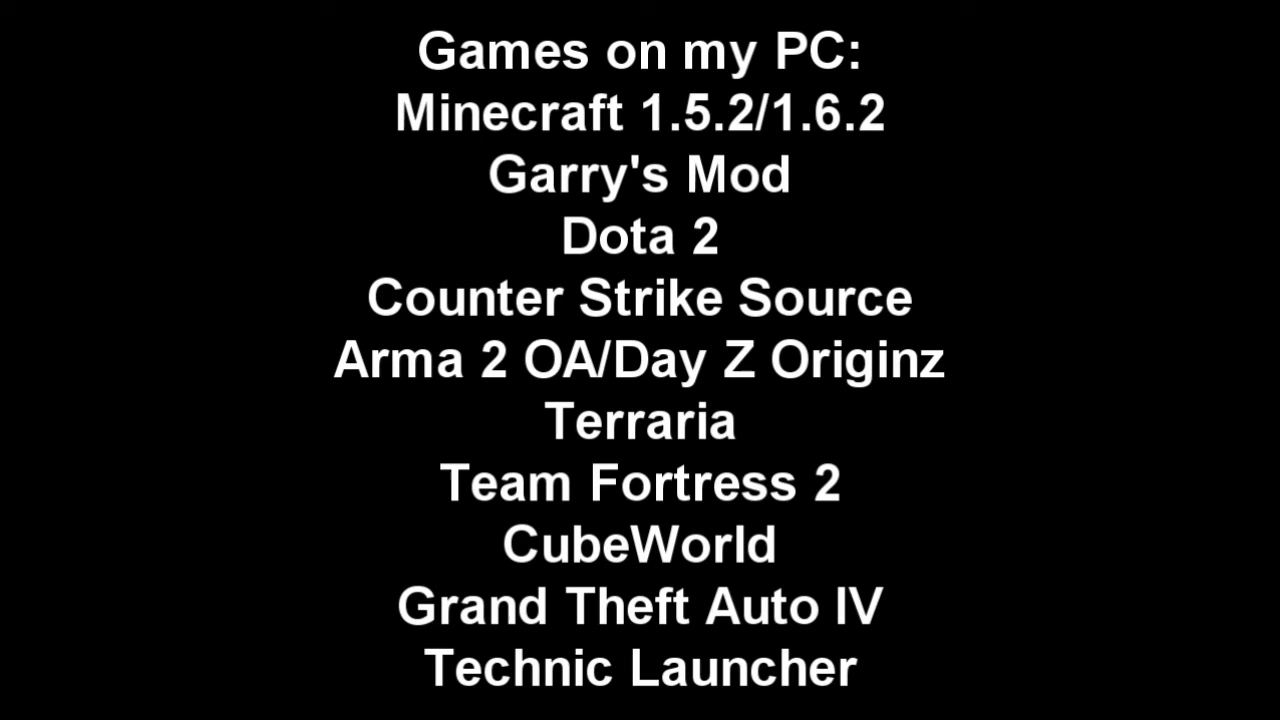 Games on my PC:
Minecraft 1.5.2/1.6.2
Garry's Mod
Dota 2
Counter Strike Source
Arma 2 OA/Day Z Originz
Terraria
Team Fortress 2
CubeWorld
Grand Theft Auto IV
Technic Launcher